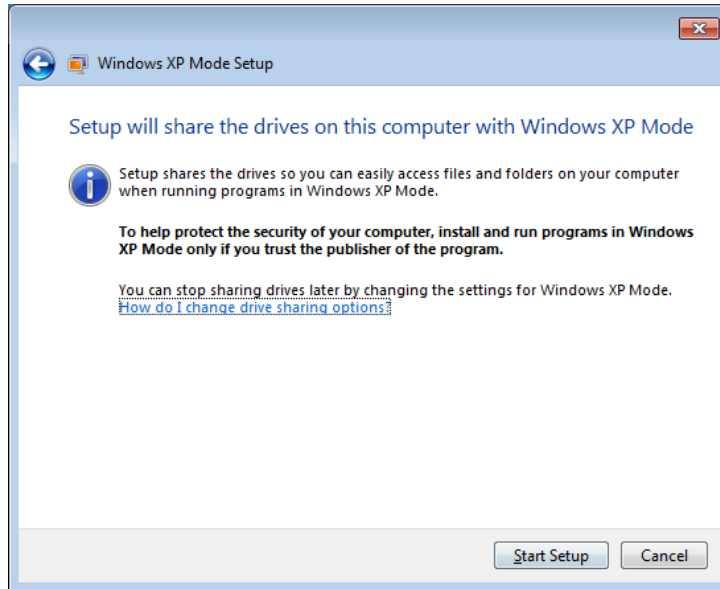 Windows XP Mode Setup
Setup will share the drives on this computer with Windows XP Mode
Setup shares the drives so you can easily access files and folders on your computer
when running programs in Windows XP Mode.
To help protect the security of your computer, install and run programs in Windows
XP Mode only if you trust the publisher of the program.
You can stop sharing drives later by changing the settings for Windows XP Mode.
How do I change drive sharing options?
Start Setup
Cancel